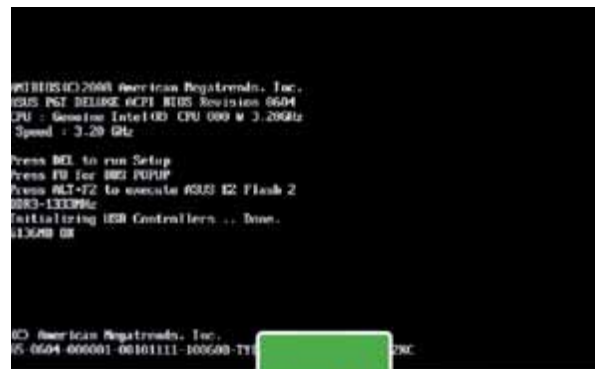 AMIBIOS(C)2008 American Megatrends, Inc.
ASUS P6T DELUXE ACPI BIOS Revision 0604
CPU : Genuine Intel(R) CPU 000 @ 3.20GHz
Speed : 3.20 GHz
Press DEL to run Setup
Press F8 for BBS POPUP
Press ALT+F2 to execute ASUS EZ Flash 2
DDR3-1333MHz
Initializing USB Controllers .. Done.
6136MB OK
(C) American Megatrends, Inc.